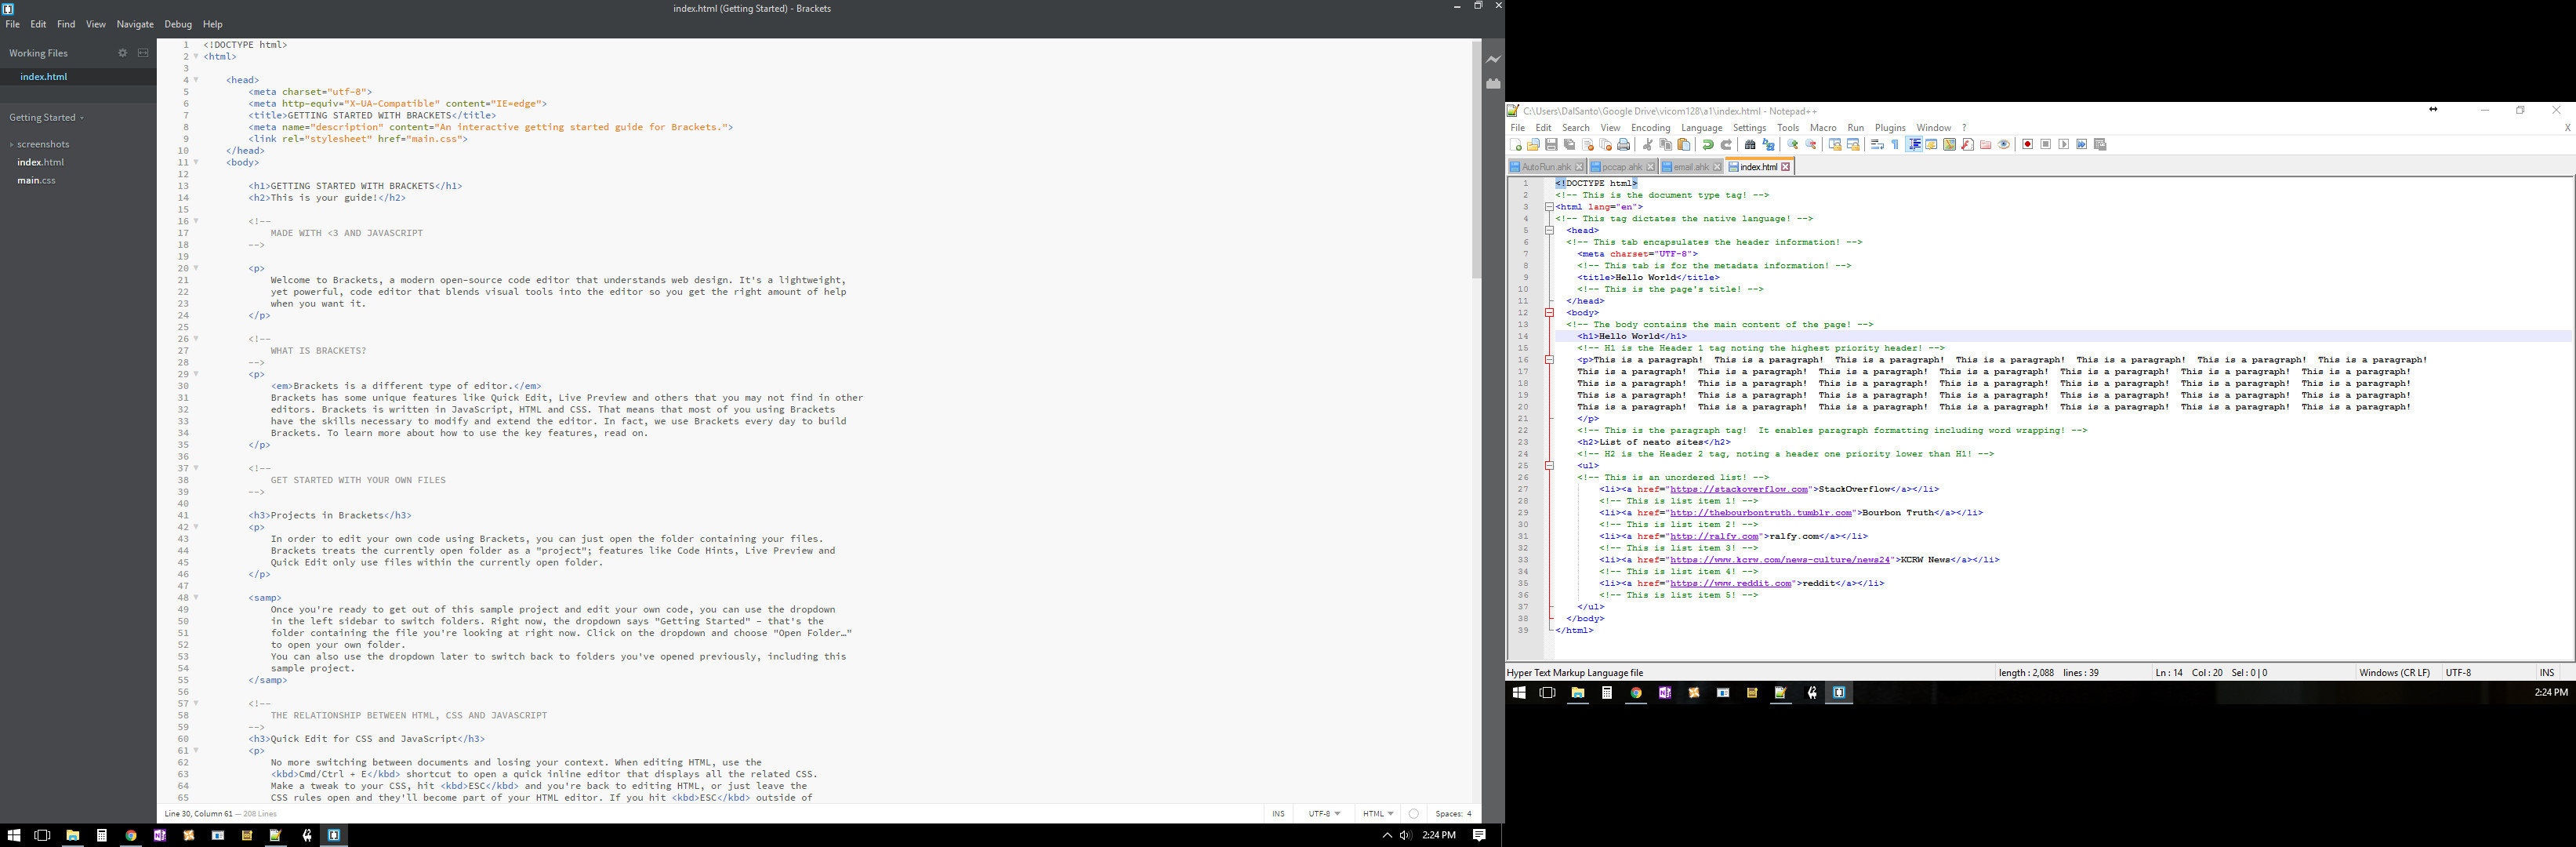 index.html (Getting Started) - Brackets
File Edit Find View Navigate Debug Help
Working Files
index.html
Getting Started
screenshots
index.html
main.css
1 <!DOCTYPE html>
2 <html>
3
4 <head>
5 <meta charset="utf-8">
6 <meta http-equiv="X-UA-Compatible" content="IE=edge">
7 <title>GETTING STARTED WITH BRACKETS</title>
8 <meta name="description" content="An interactive getting started guide for Brackets.">
9 <link rel="stylesheet" href="main.css">
10 </head>
11 <body>
12
13 <h1>GETTING STARTED WITH BRACKETS</h1>
14 <h2>This is your guide!</h2>
15
16 <!--
17 MADE WITH <3 AND JAVASCRIPT
18 -->
19
20 <p>
21 Welcome to Brackets, a modern open-source code editor that understands web design. It's a lightweight,
22 yet powerful, code editor that blends visual tools into the editor so you get the right amount of help
23 when you want it.
24 </p>
25
26 <!--
27 WHAT IS BRACKETS?
28 -->
29 <p>
30 <em>Brackets is a different type of editor.</em>
31 Brackets has some unique features like Quick Edit, Live Preview and others that you may not find in other
32 editors. Brackets is written in JavaScript, HTML and CSS. That means that most of you using Brackets
33 have the skills necessary to modify and extend the editor. In fact, we use Brackets every day to build
34 Brackets. To learn more about how to use the key features, read on.
35 </p>
36
37 <!--
38 GET STARTED WITH YOUR OWN FILES
39 -->
40
41 <h3>Projects in Brackets</h3>
42 <p>
43 In order to edit your own code using Brackets, you can just open the folder containing your files.
44 Brackets treats the currently open folder as a "project"; features like Code Hints, Live Preview and
45 Quick Edit only use files within the currently open folder.
46 </p>
47
48 <samp>
49 Once you're ready to get out of this sample project and edit your own code, you can use the dropdown
50 in the left sidebar to switch folders. Right now, the dropdown says "Getting Started" - that's the
51 folder containing the file you're looking at right now. Click on the dropdown and choose "Open Folder…"
52 to open your own folder.
53 You can also use the dropdown later to switch back to folders you've opened previously, including this
54 sample project.
55 </samp>
56
57 <!--
58 THE RELATIONSHIP BETWEEN HTML, CSS AND JAVASCRIPT
59 -->
60 <h3>Quick Edit for CSS and JavaScript</h3>
61 <p>
62 No more switching between documents and losing your context. When editing HTML, use the
63 <kbd>Cmd/Ctrl + E</kbd> shortcut to open a quick inline editor that displays all the related CSS.
64 Make a tweak to your CSS, hit <kbd>ESC</kbd> and you're back to editing HTML, or just leave the
65 CSS rules open and they'll become part of your HTML editor. If you hit <kbd>ESC</kbd> outside of
Line 30, Column 61 — 208 Lines INS UTF-8 HTML Spaces: 4
2:24 PM
C:\Users\DalSanto\Google Drive\vicom128\a1\index.html - Notepad++
File Edit Search View Encoding Language Settings Tools Macro Run Plugins Window ? X
AutoRun.ahk pccap.ahk email.ahk index.html
1 <!DOCTYPE html>
2 <!-- This is the document type tag! -->
3 <html lang="en">
4 <!-- This tag dictates the native language! -->
5 <head>
6 <!-- This tab encapsulates the header information! -->
7 <meta charset="UTF-8">
8 <!-- This tab is for the metadata information! -->
9 <title>Hello World</title>
10 <!-- This is the page's title! -->
11 </head>
12 <body>
13 <!-- The body contains the main content of the page! -->
14 <h1>Hello World</h1>
15 <!-- H1 is the Header 1 tag noting the highest priority header! -->
16 <p>This is a paragraph! This is a paragraph! This is a paragraph! This is a paragraph! This is a paragraph! This is a paragraph! This is a paragraph!
17 This is a paragraph! This is a paragraph! This is a paragraph! This is a paragraph! This is a paragraph! This is a paragraph! This is a paragraph!
18 This is a paragraph! This is a paragraph! This is a paragraph! This is a paragraph! This is a paragraph! This is a paragraph! This is a paragraph!
19 This is a paragraph! This is a paragraph! This is a paragraph! This is a paragraph! This is a paragraph! This is a paragraph! This is a paragraph!
20 This is a paragraph! This is a paragraph! This is a paragraph! This is a paragraph! This is a paragraph! This is a paragraph! This is a paragraph!
21 </p>
22 <!-- This is the paragraph tag! It enables paragraph formatting including word wrapping! -->
23 <h2>List of neato sites</h2>
24 <!-- H2 is the Header 2 tag, noting a header one priority lower than H1! -->
25 <ul>
26 <!-- This is an unordered list! -->
27 <li><a href="https://stackoverflow.com">StackOverflow</a></li>
28 <!-- This is list item 1! -->
29 <li><a href="http://thebourbontruth.tumblr.com">Bourbon Truth</a></li>
30 <!-- This is list item 2! -->
31 <li><a href="http://ralfy.com">ralfy.com</a></li>
32 <!-- This is list item 3! -->
33 <li><a href="https://www.kcrw.com/news-culture/news24">KCRW News</a></li>
34 <!-- This is list item 4! -->
35 <li><a href="https://www.reddit.com">reddit</a></li>
36 <!-- This is list item 5! -->
37 </ul>
38 </body>
39 </html>
Hyper Text Markup Language file length : 2,088 lines : 39 Ln : 14 Col : 20 Sel : 0 | 0 Windows (CR LF) UTF-8 INS
2:24 PM